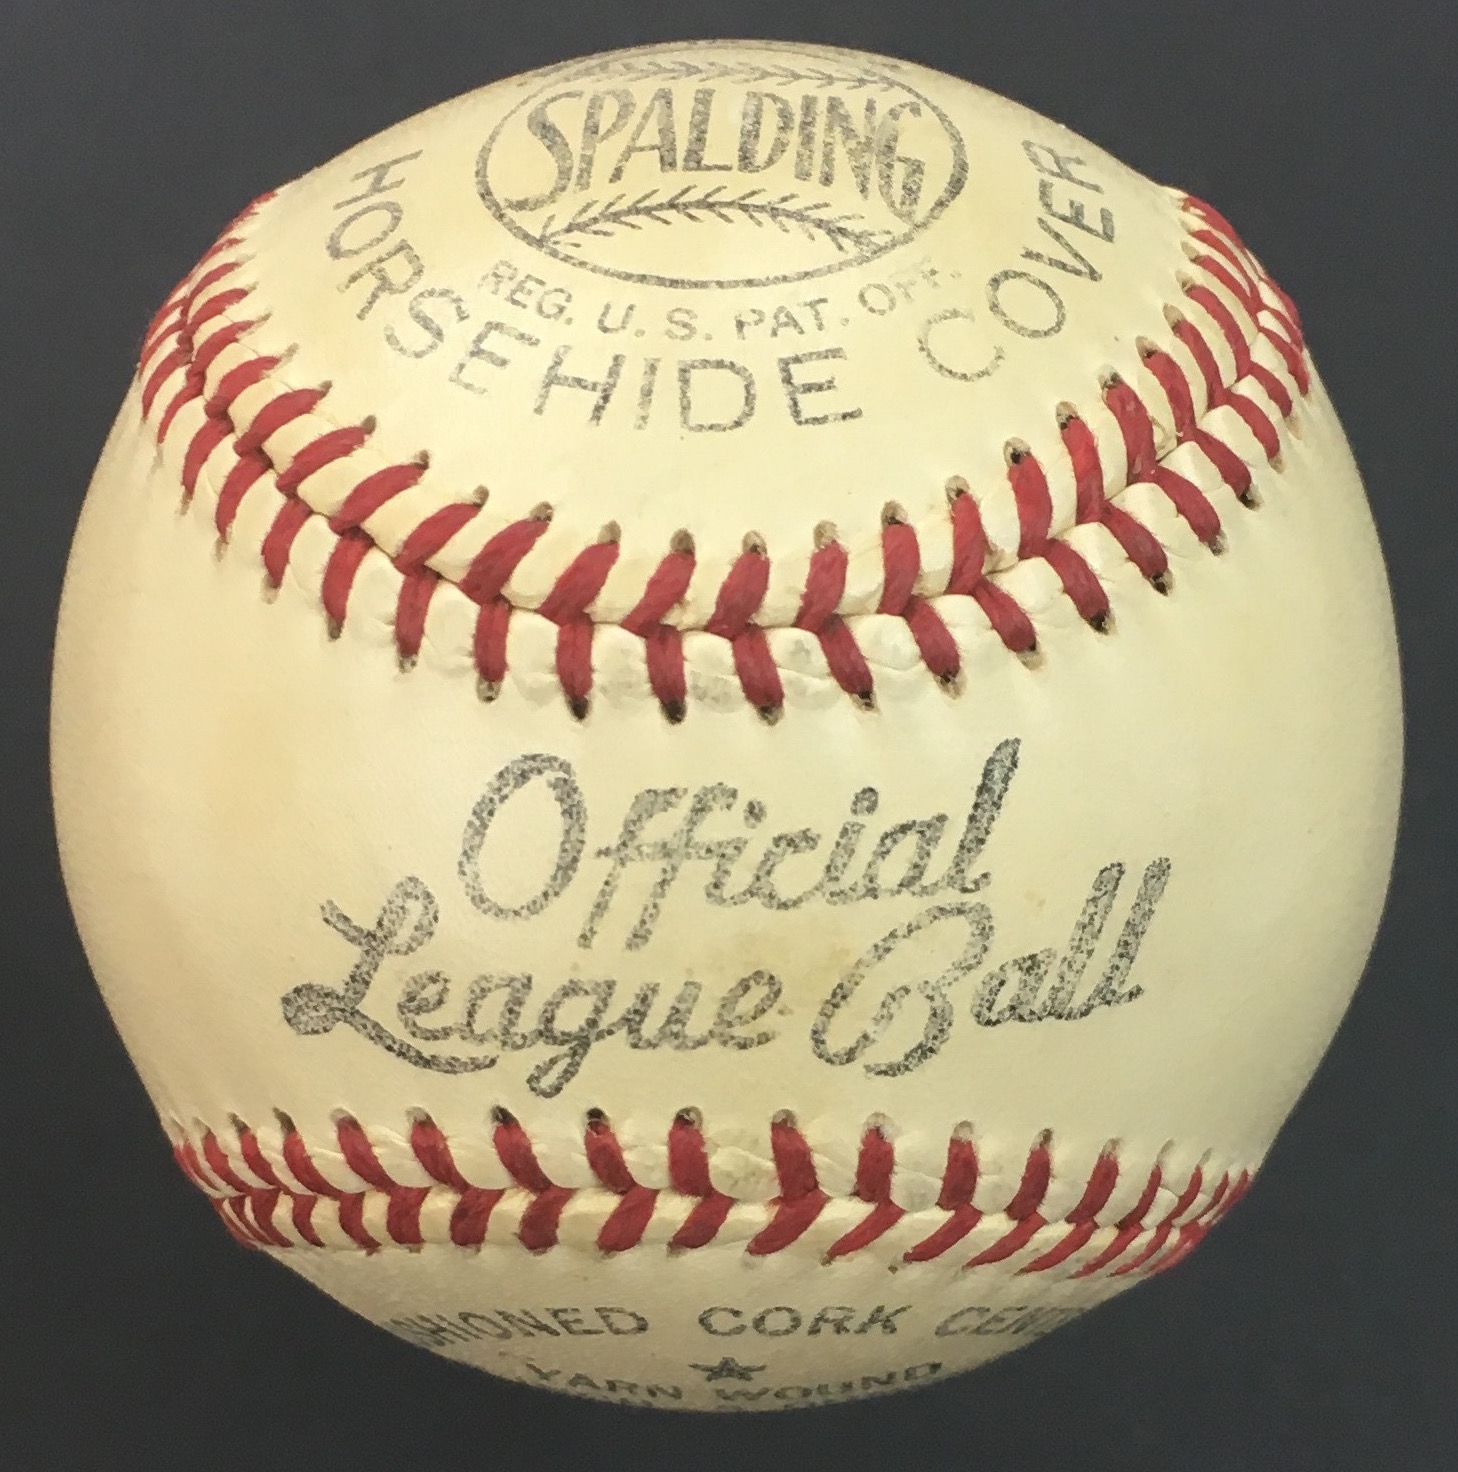 SPALDING
REG. U.S. PAT. OFF.
HORSEHIDE COVER
Official
League Ball
CORK
YARN WOUND